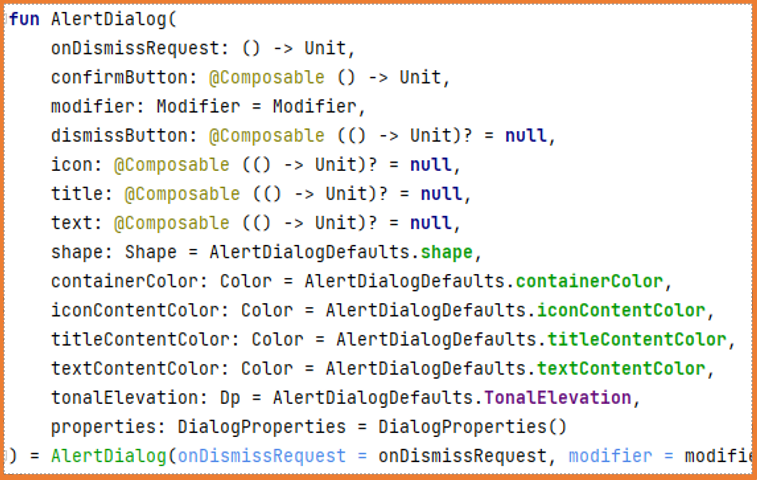 fun AlertDialog(
    onDismissRequest: () -> Unit,
    confirmButton: @Composable () -> Unit,
    modifier: Modifier = Modifier,
    dismissButton: @Composable (() -> Unit)? = null,
    icon: @Composable (() -> Unit)? = null,
    title: @Composable (() -> Unit)? = null,
    text: @Composable (() -> Unit)? = null,
    shape: Shape = AlertDialogDefaults.shape,
    containerColor: Color = AlertDialogDefaults.containerColor,
    iconContentColor: Color = AlertDialogDefaults.iconContentColor,
    titleContentColor: Color = AlertDialogDefaults.titleContentColor,
    textContentColor: Color = AlertDialogDefaults.textContentColor,
    tonalElevation: Dp = AlertDialogDefaults.TonalElevation,
    properties: DialogProperties = DialogProperties()
) = AlertDialog(onDismissRequest = onDismissRequest, modifier =